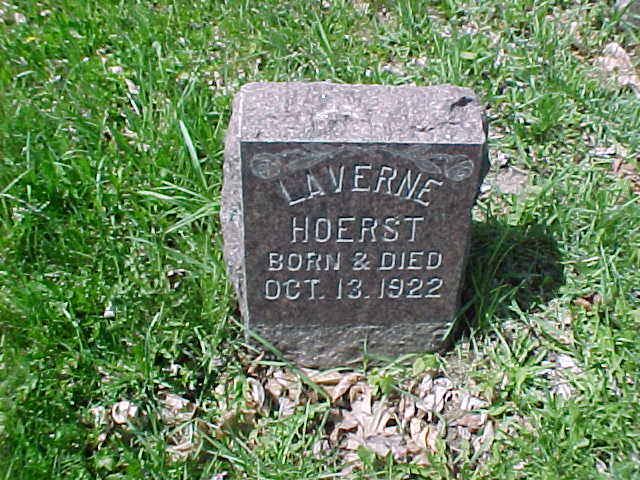 LAVERNE
HOERST
BORN & DIED
OCT. 13. 1922